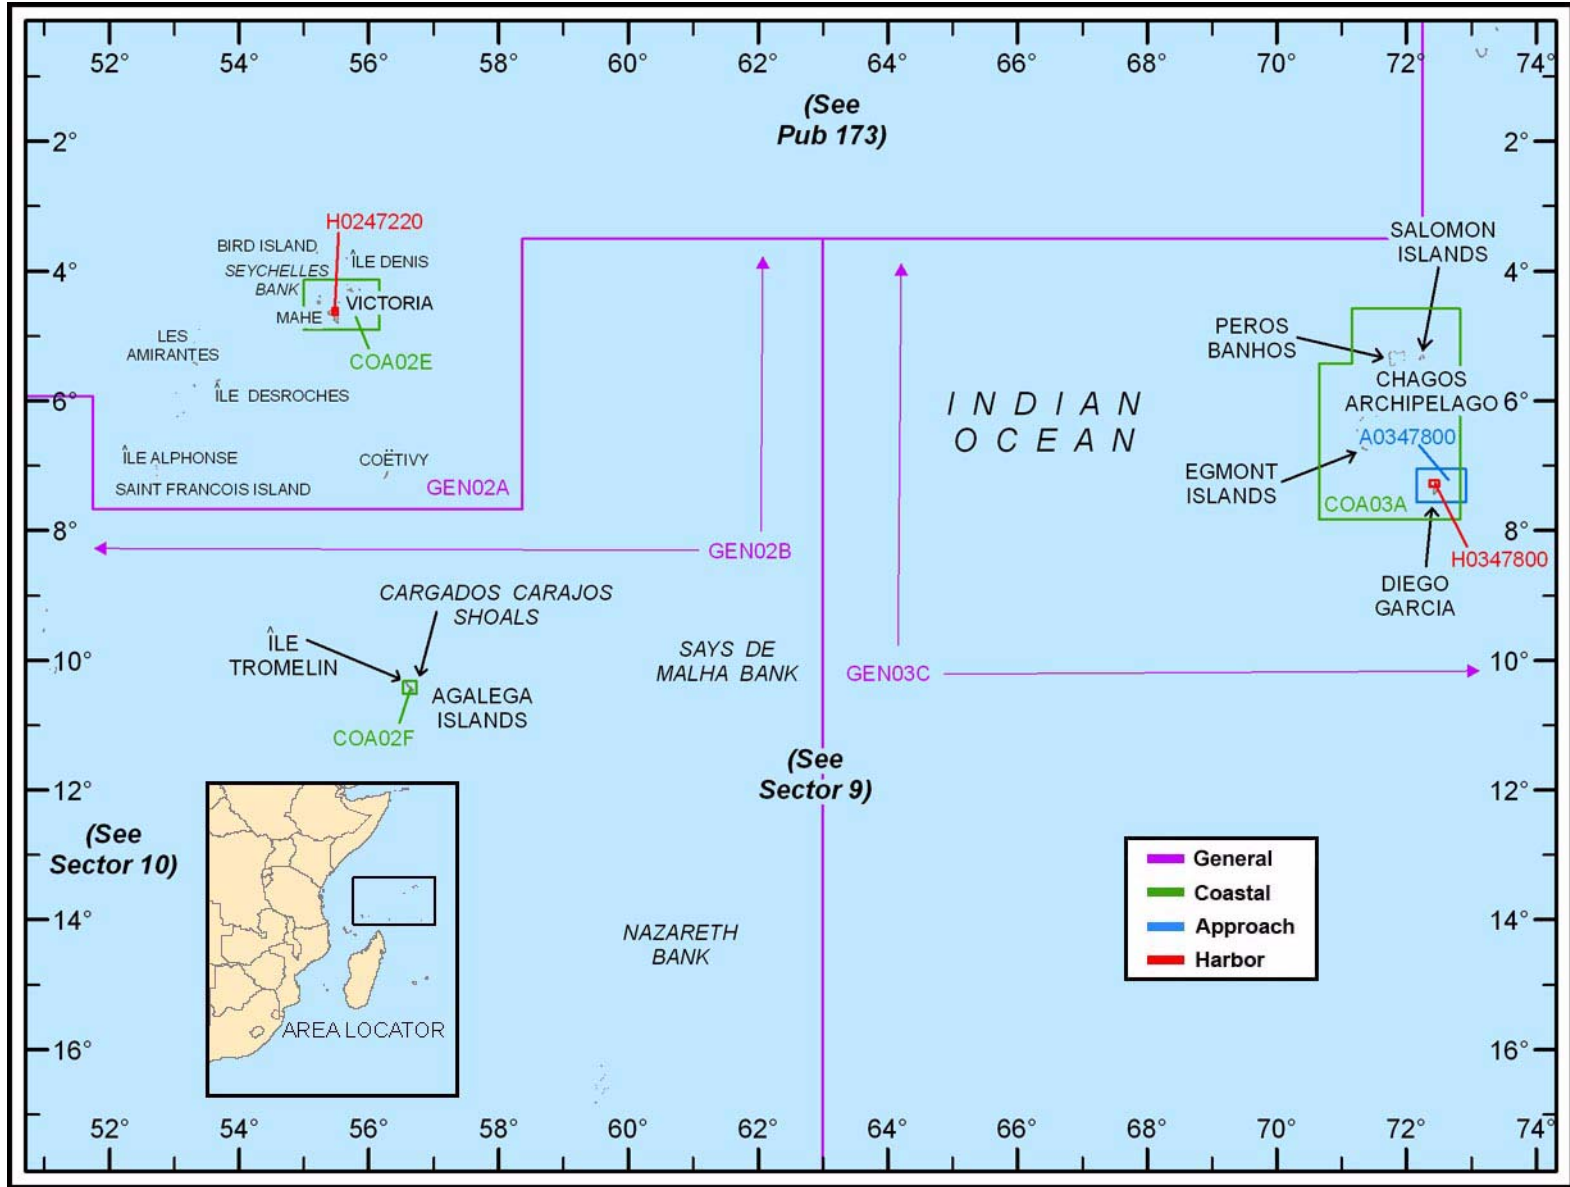 52° 54° 56° 58° 60° 62° 64° 66° 68° 70° 72° 74°
(See
Pub 173)
2° 2°
H0247220
BIRD ISLAND
ÎLE DENIS
SEYCHELLES
BANK
4° 4°
VICTORIA
MAHE
COA02E
LES
AMIRANTES
ÎLE DESROCHES
6° 6°
ÎLE ALPHONSE
COËTIVY
SAINT FRANCOIS ISLAND
GEN02A
SALOMON
ISLANDS
PEROS
BANHOS
CHAGOS
ARCHIPELAGO
INDIAN
OCEAN
A0347800
EGMONT
ISLANDS
COA03A
8° 8°
GEN02B
H0347800
DIEGO
GARCIA
CARGADOS CARAJOS
SHOALS
ÎLE
TROMELIN
10° 10°
SAYS DE
MALHA BANK
GEN03C
AGALEGA
ISLANDS
COA02F
(See
Sector 9)
12° 12°
(See
Sector 10)
General
Coastal
Approach
Harbor
14° 14°
NAZARETH
BANK
AREA LOCATOR
16° 16°
52° 54° 56° 58° 60° 62° 64° 66° 68° 70° 72° 74°